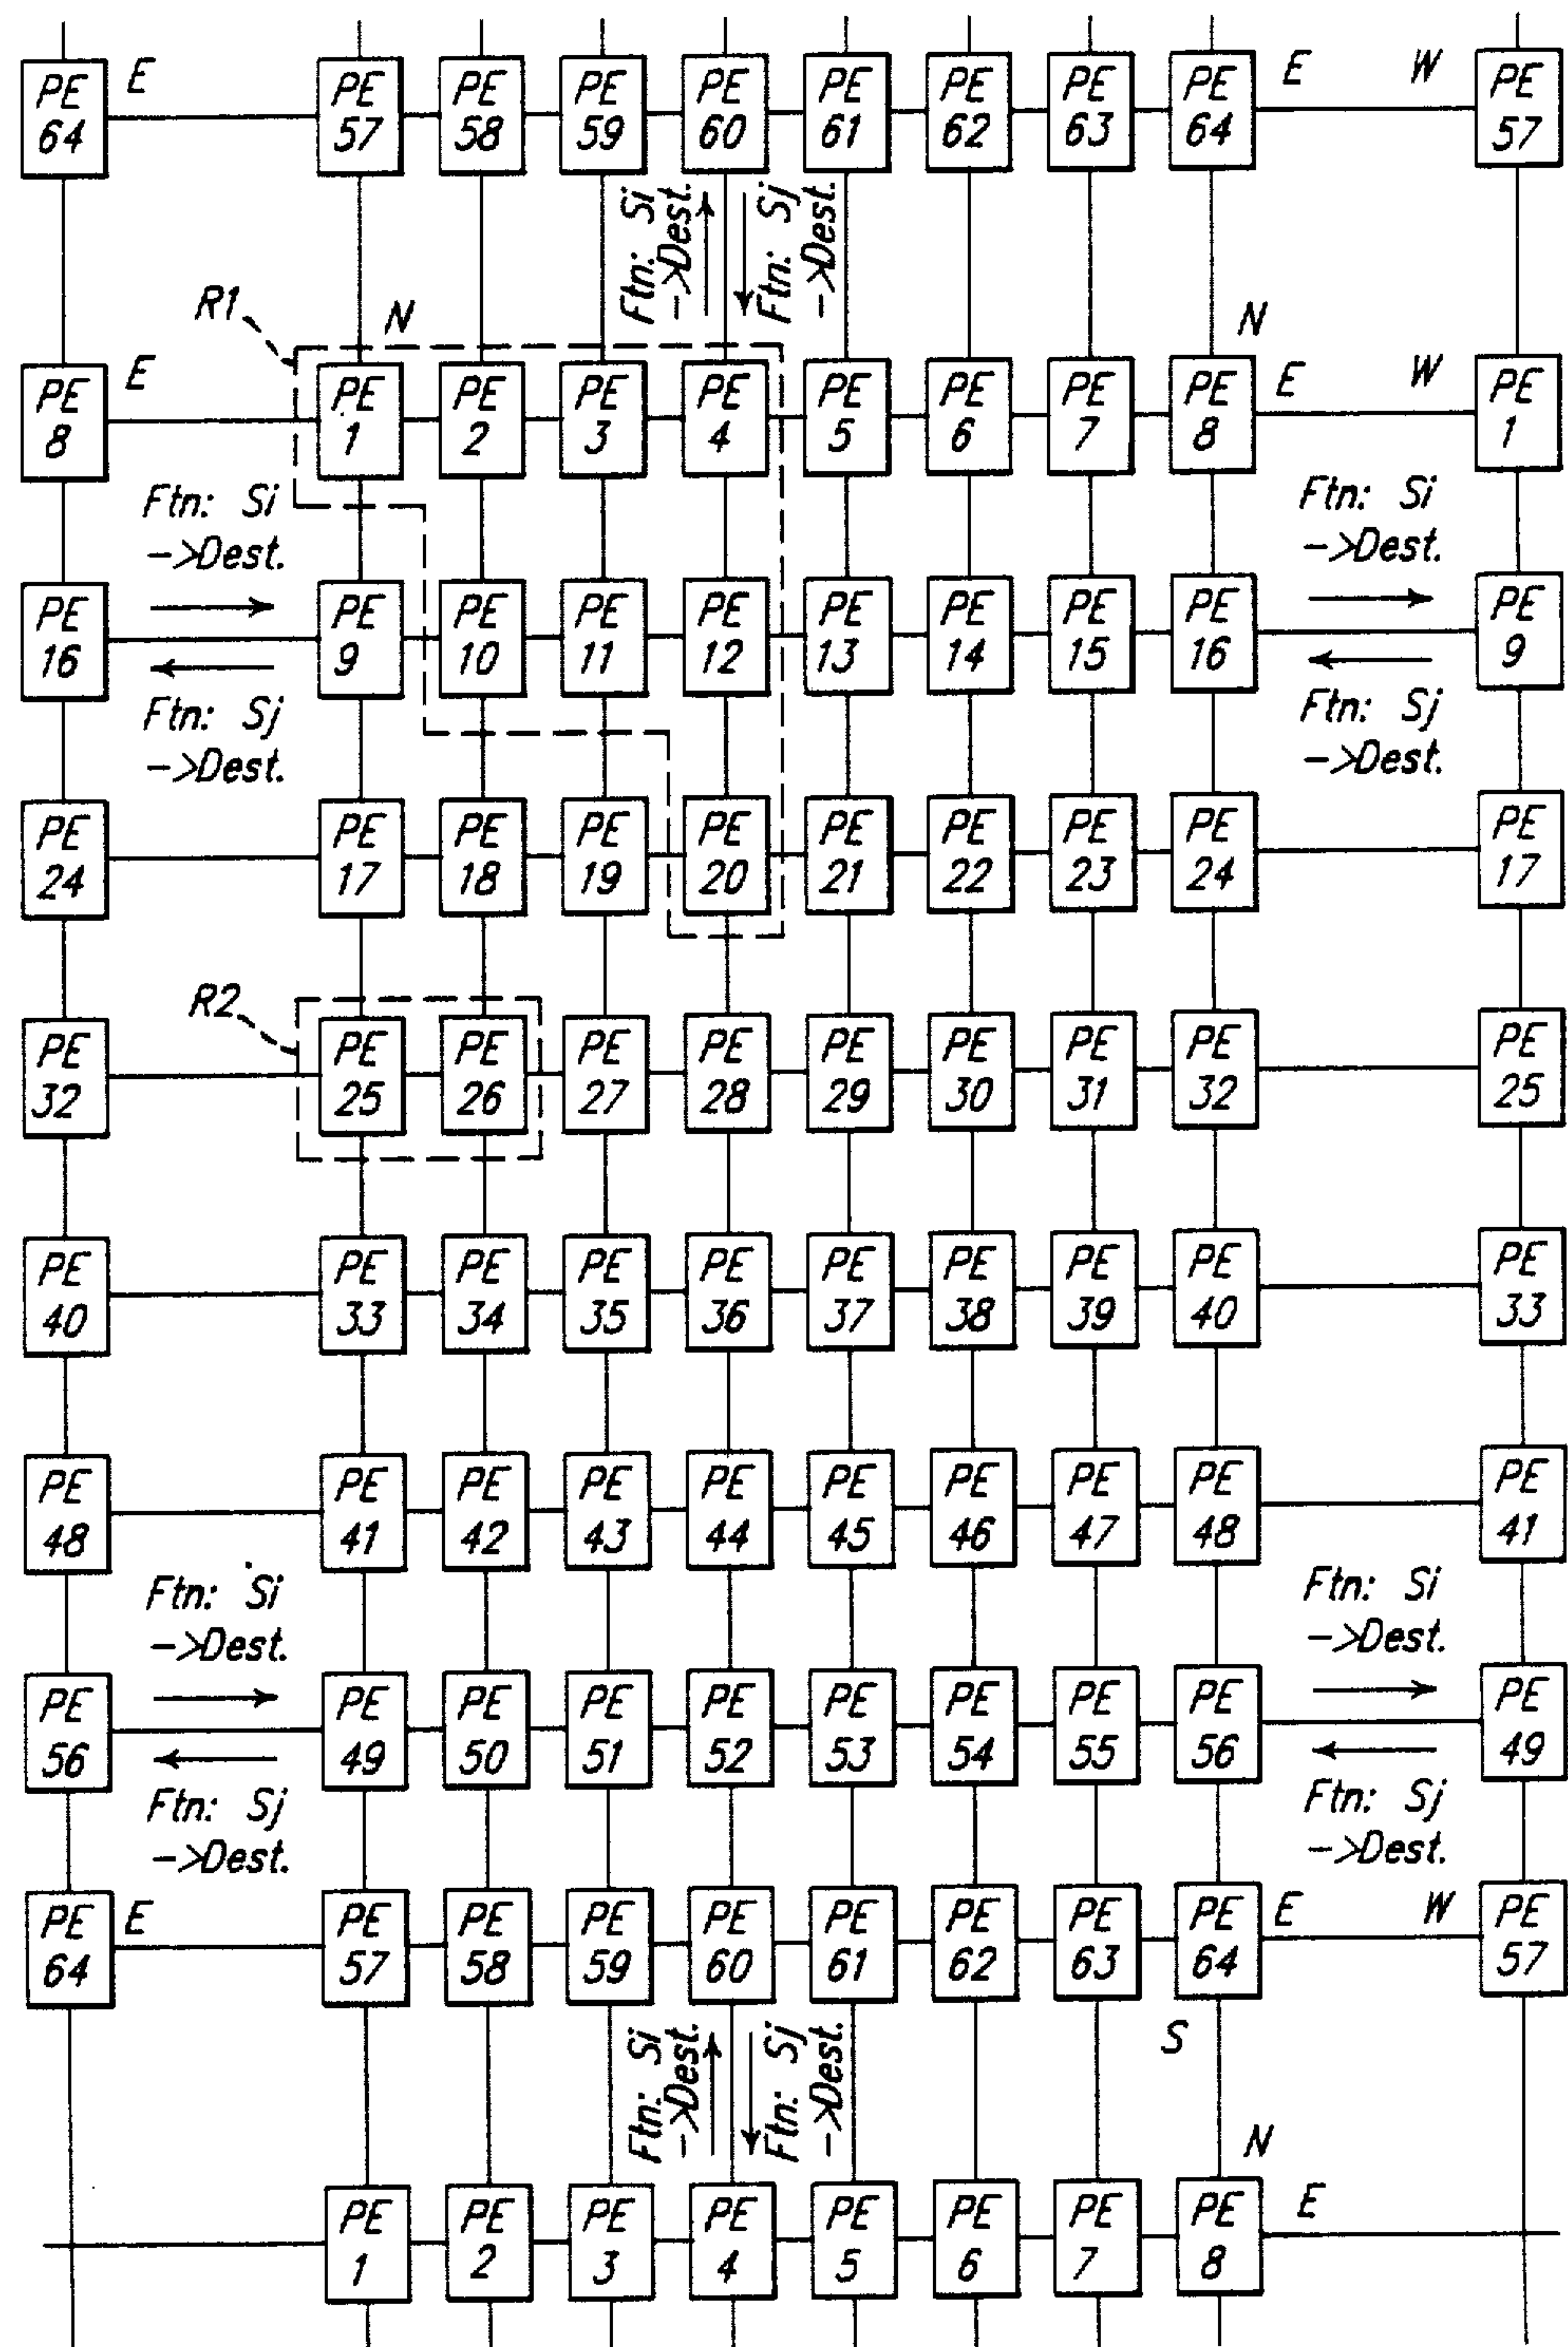 PE 64 E PE 57 PE 58 PE 59 PE 60 PE 61 PE 62 PE 63 PE 64 E W PE 57
Ftn: Si
->Dest.
Ftn: Sj
->Dest.
R1 N N
PE 8 E PE 1 PE 2 PE 3 PE 4 PE 5 PE 6 PE 7 PE 8 E W PE 1
Ftn: Si
->Dest.
Ftn: Si
->Dest.
PE 16 PE 9 PE 10 PE 11 PE 12 PE 13 PE 14 PE 15 PE 16 PE 9
Ftn: Sj
->Dest.
Ftn: Sj
->Dest.
PE 24 PE 17 PE 18 PE 19 PE 20 PE 21 PE 22 PE 23 PE 24 PE 17
R2
PE 32 PE 25 PE 26 PE 27 PE 28 PE 29 PE 30 PE 31 PE 32 PE 25
PE 40 PE 33 PE 34 PE 35 PE 36 PE 37 PE 38 PE 39 PE 40 PE 33
PE 48 PE 41 PE 42 PE 43 PE 44 PE 45 PE 46 PE 47 PE 48 PE 41
Ftn: Si
->Dest.
Ftn: Si
->Dest.
PE 56 PE 49 PE 50 PE 51 PE 52 PE 53 PE 54 PE 55 PE 56 PE 49
Ftn: Sj
->Dest.
Ftn: Sj
->Dest.
PE 64 E PE 57 PE 58 PE 59 PE 60 PE 61 PE 62 PE 63 PE 64 E W PE 57
Ftn: Si
->Dest.
Ftn: Sj
->Dest.
S
N
PE 1 PE 2 PE 3 PE 4 PE 5 PE 6 PE 7 PE 8 E